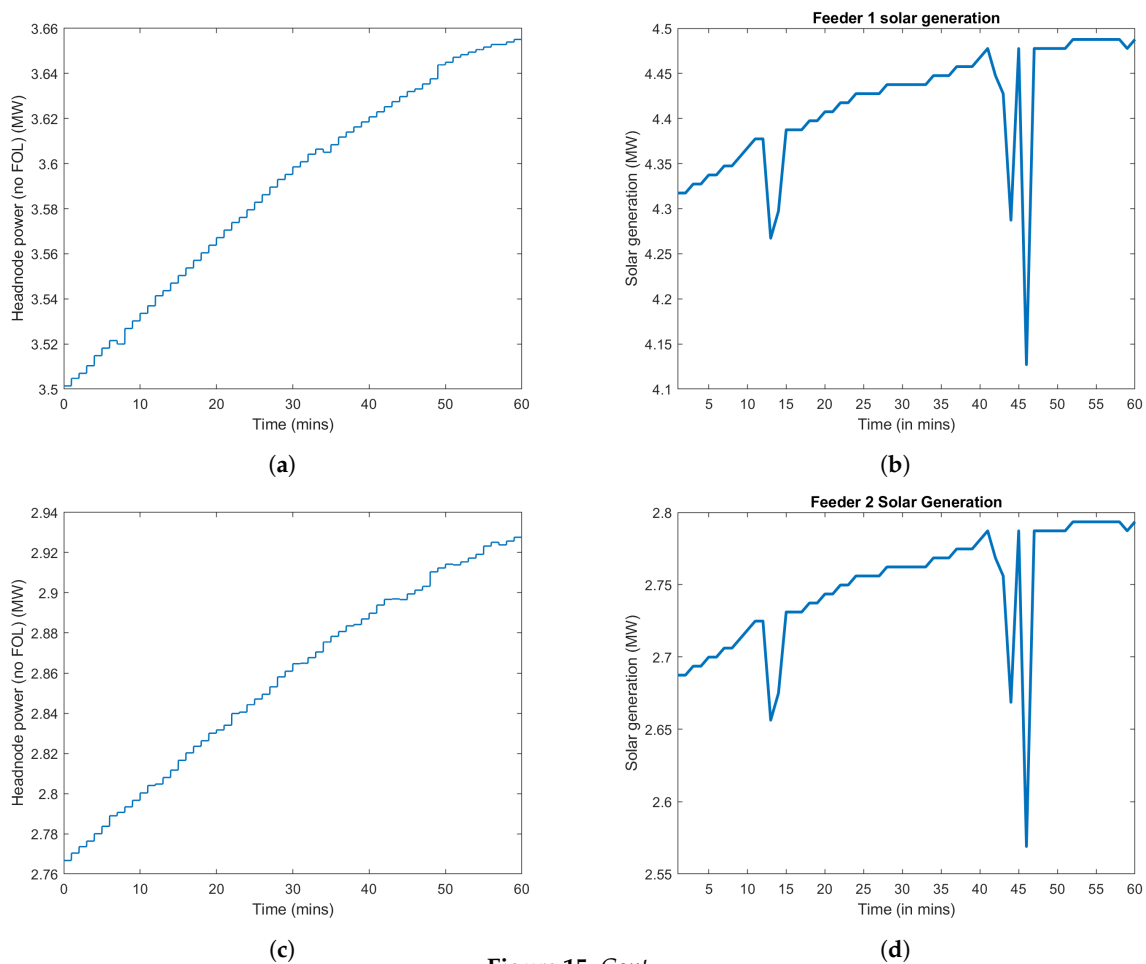 3.66
3.64
3.62
3.6
3.58
3.56
3.54
3.52
3.5
Headnode power (no FOL) (MW)
0 10 20 30 40 50 60
Time (mins)
(a)
Feeder 1 solar generation
4.5
4.45
4.4
4.35
4.3
4.25
4.2
4.15
4.1
Solar generation (MW)
5 10 15 20 25 30 35 40 45 50 55 60
Time (in mins)
(b)
2.94
2.92
2.9
2.88
2.86
2.84
2.82
2.8
2.78
2.76
Headnode power (no FOL) (MW)
0 10 20 30 40 50 60
Time (mins)
(c)
Feeder 2 Solar Generation
2.8
2.75
2.7
2.65
2.6
2.55
Solar generation (MW)
5 10 15 20 25 30 35 40 45 50 55 60
Time (in mins)
(d)
Figure 15. Cont